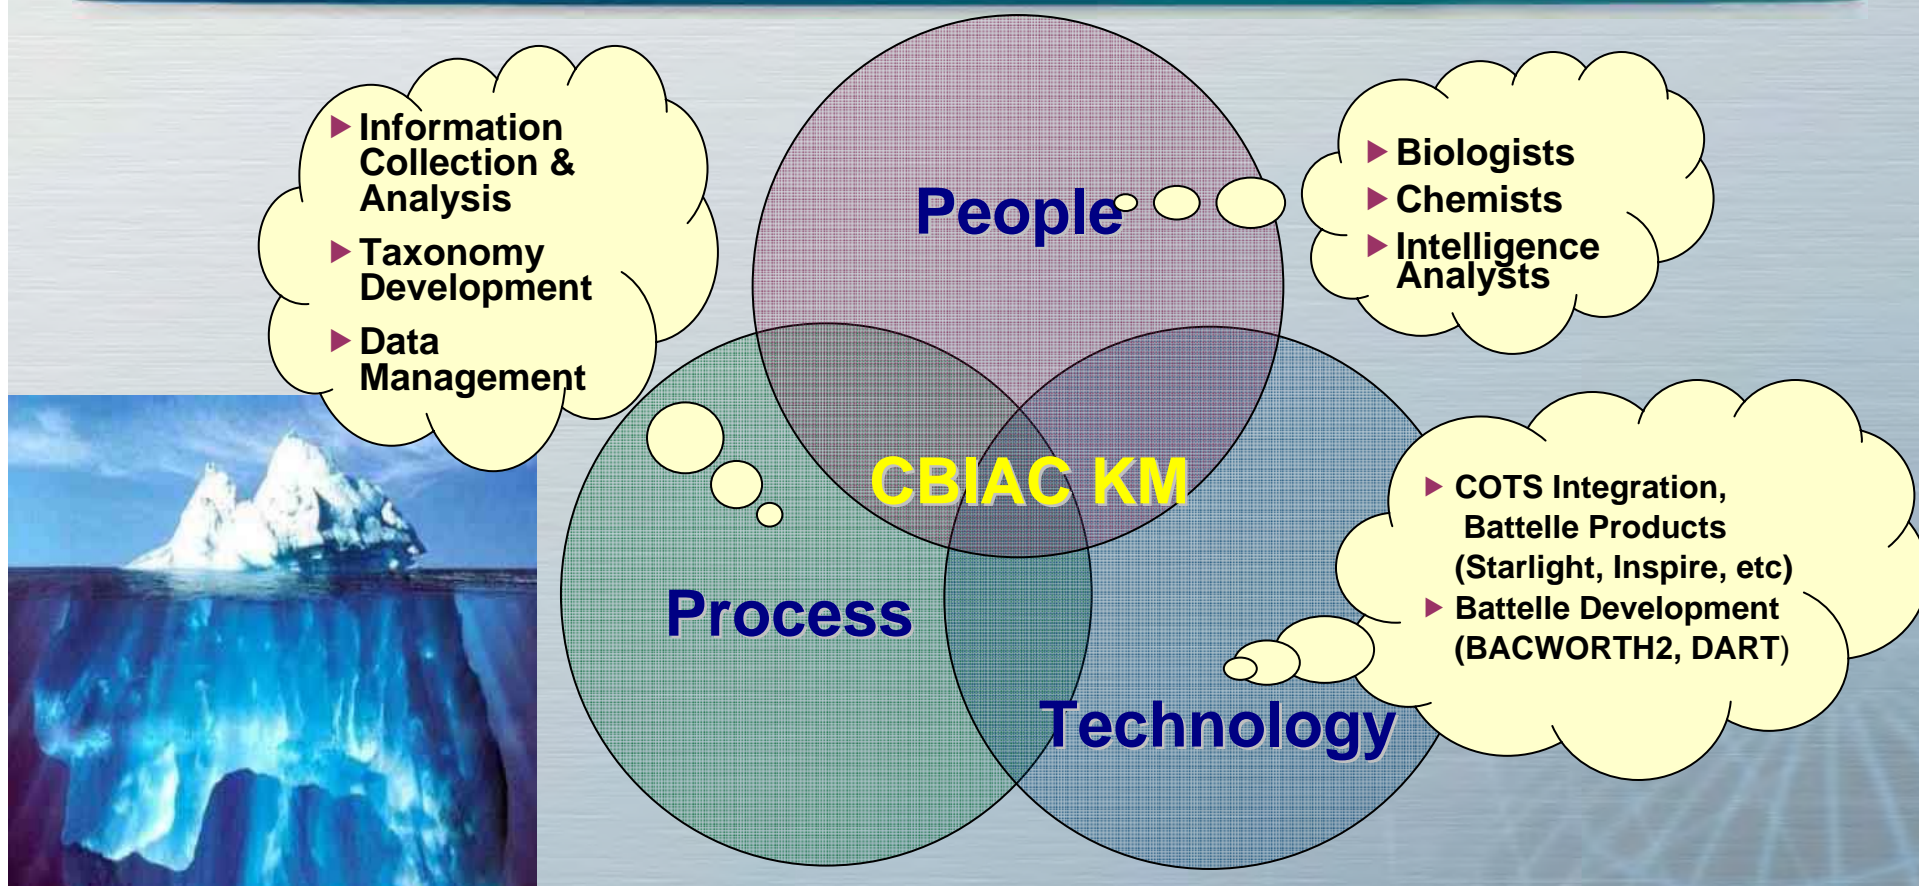 Information
Collection &
Analysis
Taxonomy
Development
Data
Management
People
Biologists
Chemists
Intelligence
Analysts
CBIAC KM
Process
Technology
COTS Integration,
Battelle Products
(Starlight, Inspire, etc)
Battelle Development
(BACWORTH2, DART)